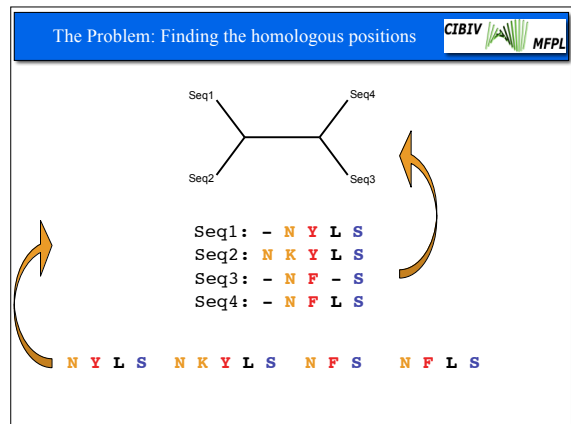 The Problem: Finding the homologous positions
CIBIV
MFPL
Seq1
Seq4
Seq2
Seq3
Seq1: - N Y L S
Seq2: N K Y L S
Seq3: - N F - S
Seq4: - N F L S
N Y L S N K Y L S N F S N F L S